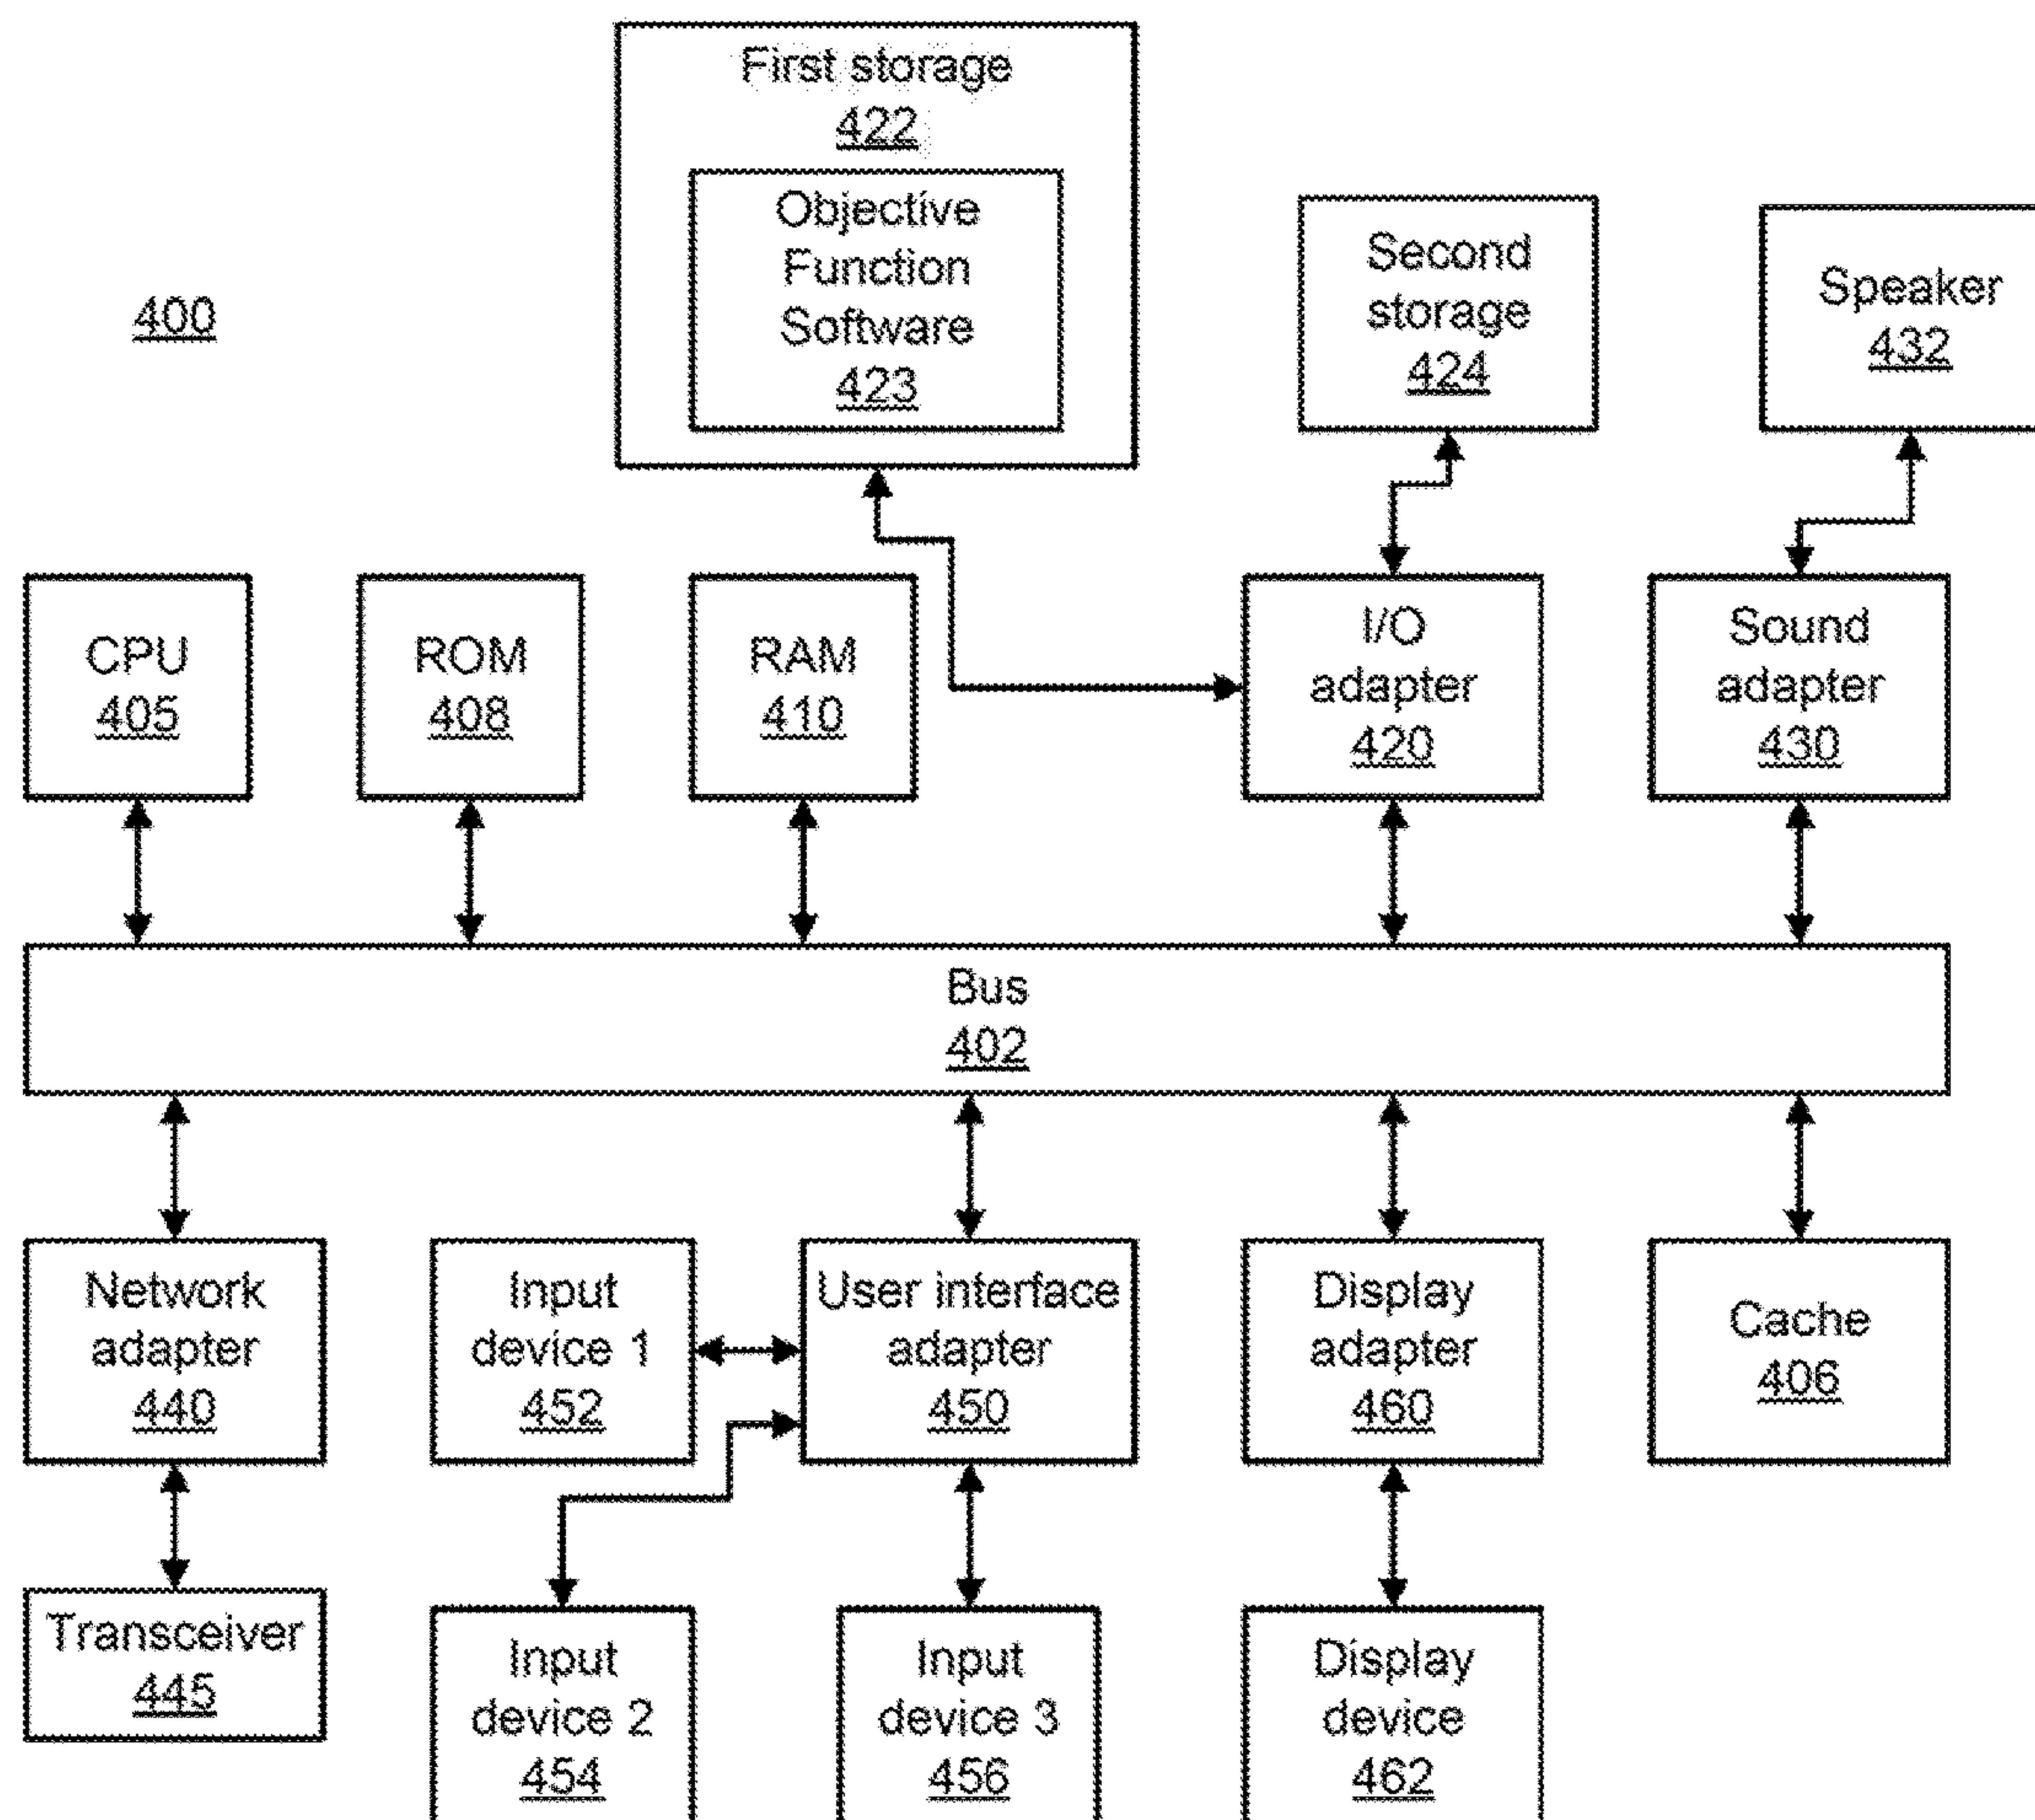 First storage
422
Objective
Function
Software
423
Second
storage
424
Speaker
432
400
CPU
405
ROM
408
RAM
410
I/O
adapter
420
Sound
adapter
430
Bus
402
Network
adapter
440
Input
device 1
452
User interface
adapter
450
Display
adapter
460
Cache
406
Transceiver
445
Input
device 2
454
Input
device 3
456
Display
device
462